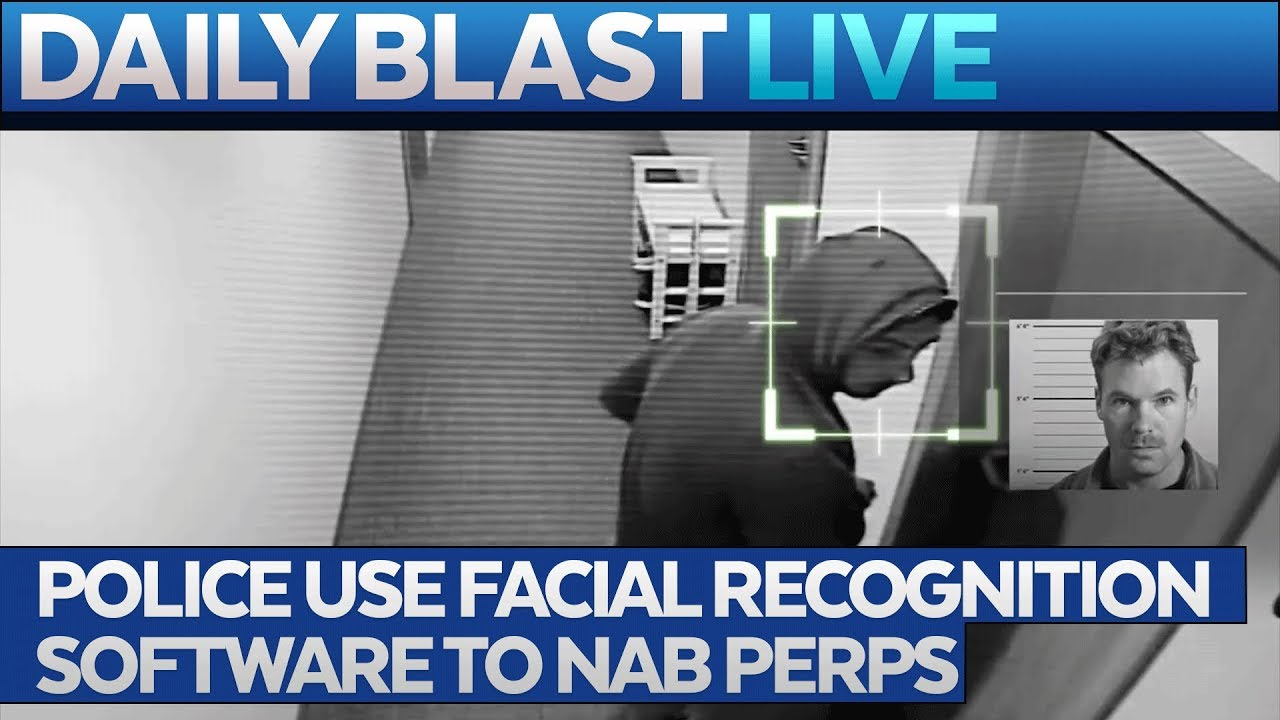 DAILY BLAST LIVE
POLICE USE FACIAL RECOGNITION
SOFTWARE TO NAB PERPS